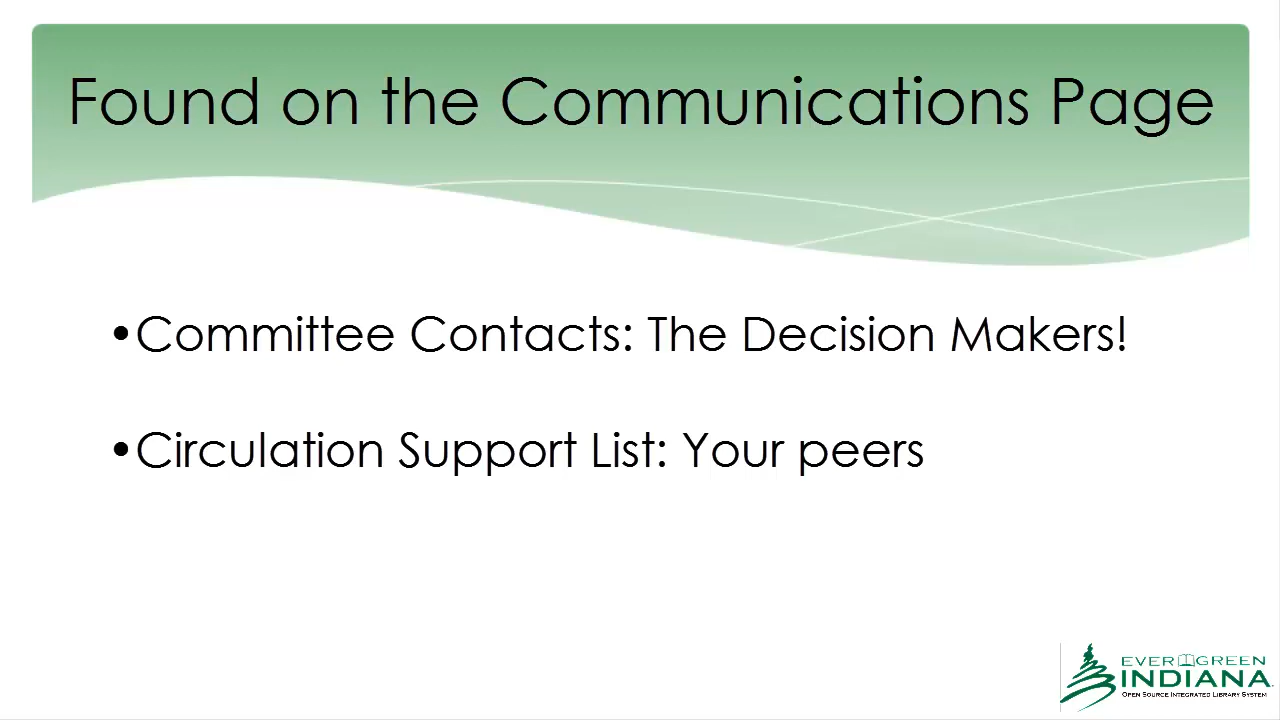 Found on the Communications Page
•Committee Contacts: The Decision Makers!
•Circulation Support List: Your peers
EVERGREEN
INDIANA
OPEN SOURCE INTEGRATED LIBRARY SYSTEM